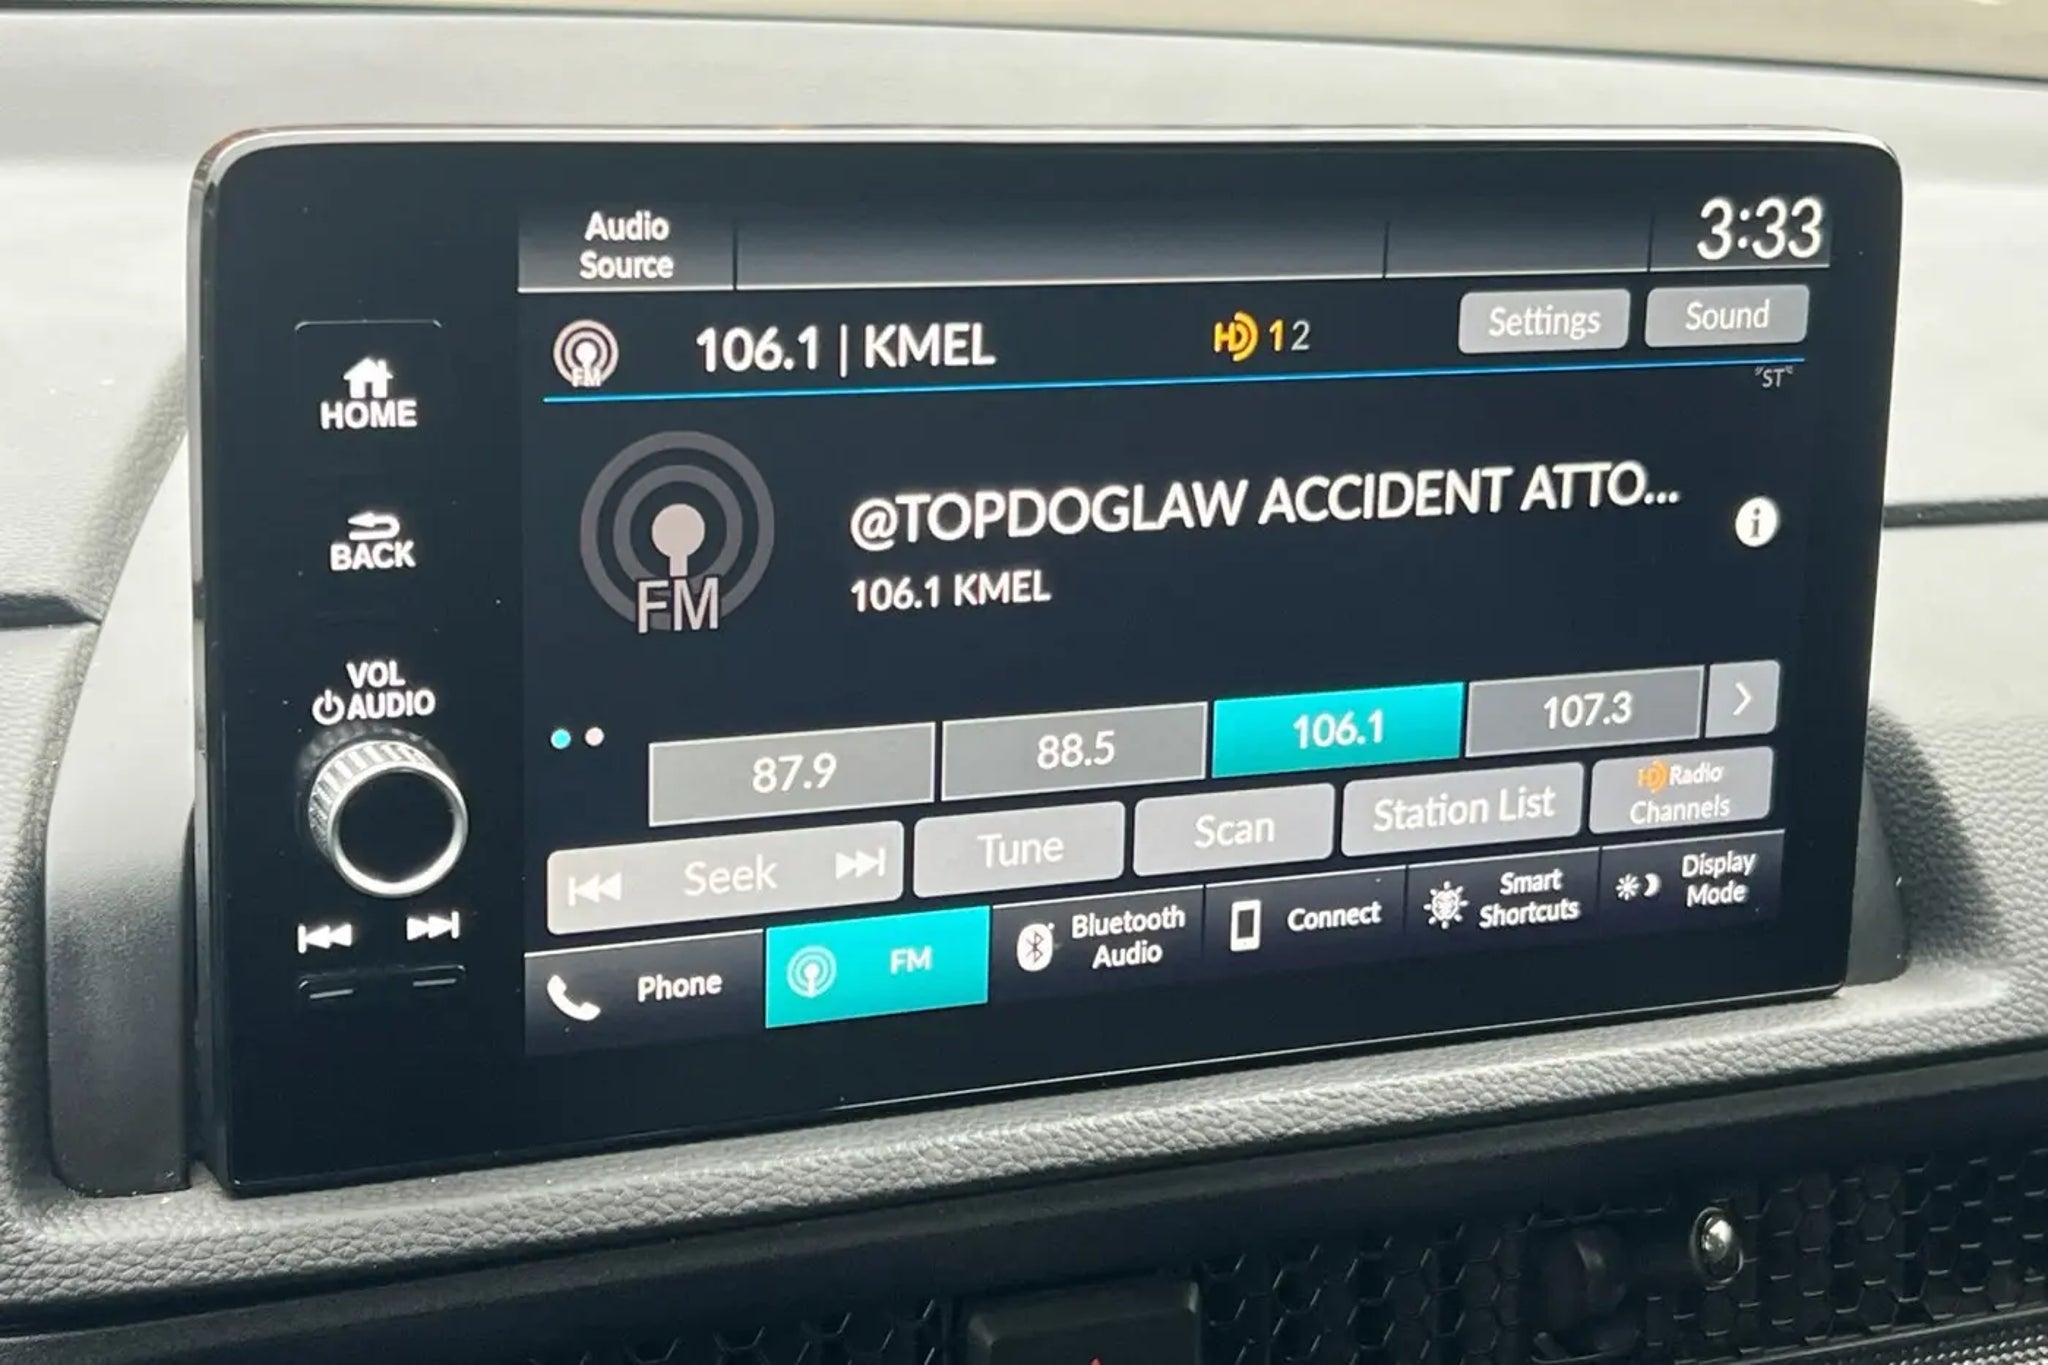 Audio
Source
3:33
FM
106.1 | KMEL
HD 1 2
Settings
Sound
"ST"
HOME
BACK
VOL
AUDIO
FM
@TOPDOGLAW ACCIDENT ATTO...
106.1 KMEL
i
87.9
88.5
106.1
107.3
Seek
Tune
Scan
Station List
HD Radio
Channels
Phone
FM
Bluetooth
Audio
Connect
Smart
Shortcuts
Display
Mode